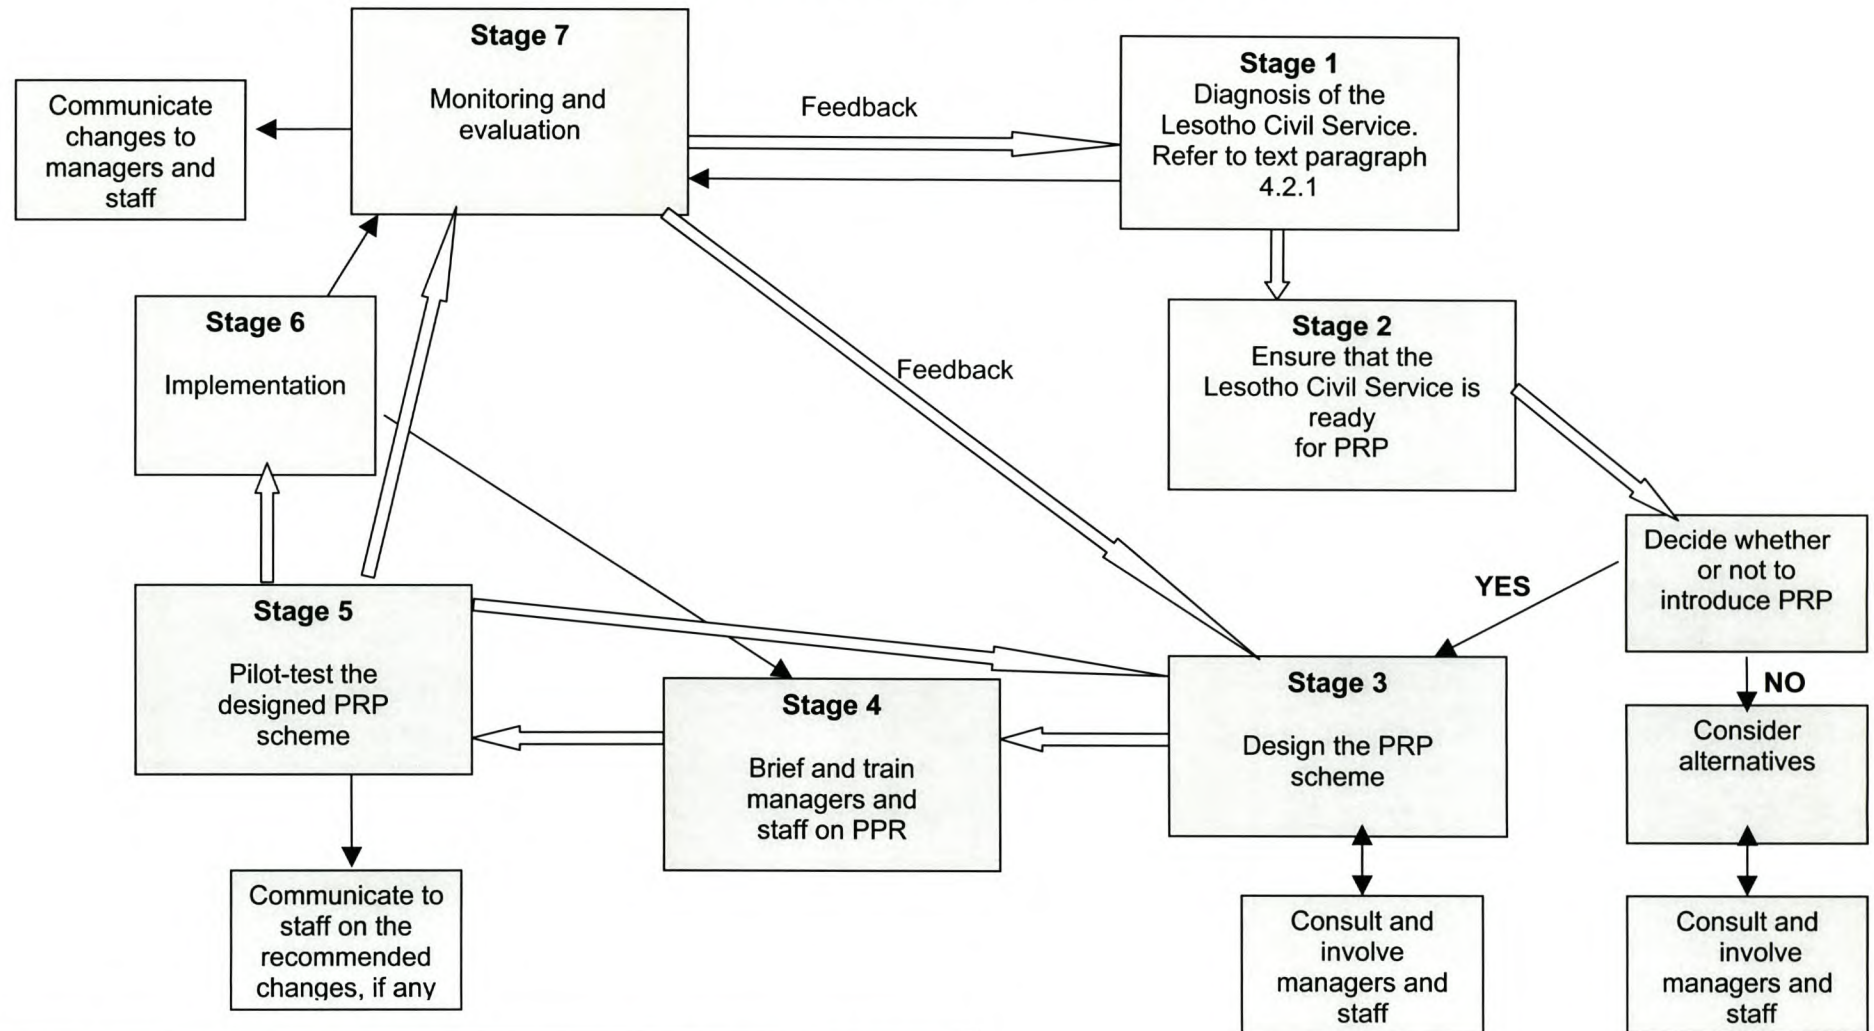 Stage 7
Monitoring and
evaluation
Communicate
changes to
managers and
staff
Feedback
Stage 1
Diagnosis of the
Lesotho Civil Service.
Refer to text paragraph
4.2.1
Stage 6
Implementation
Stage 2
Ensure that the
Lesotho Civil Service is
ready
for PRP
Feedback
Decide whether
or not to
introduce PRP
YES
NO
Stage 5
Pilot-test the
designed PRP
scheme
Stage 4
Brief and train
managers and
staff on PPR
Stage 3
Design the PRP
scheme
Consider
alternatives
Communicate to
staff on the
recommended
changes, if any
Consult and
involve
managers and
staff
Consult and
involve
managers and
staff